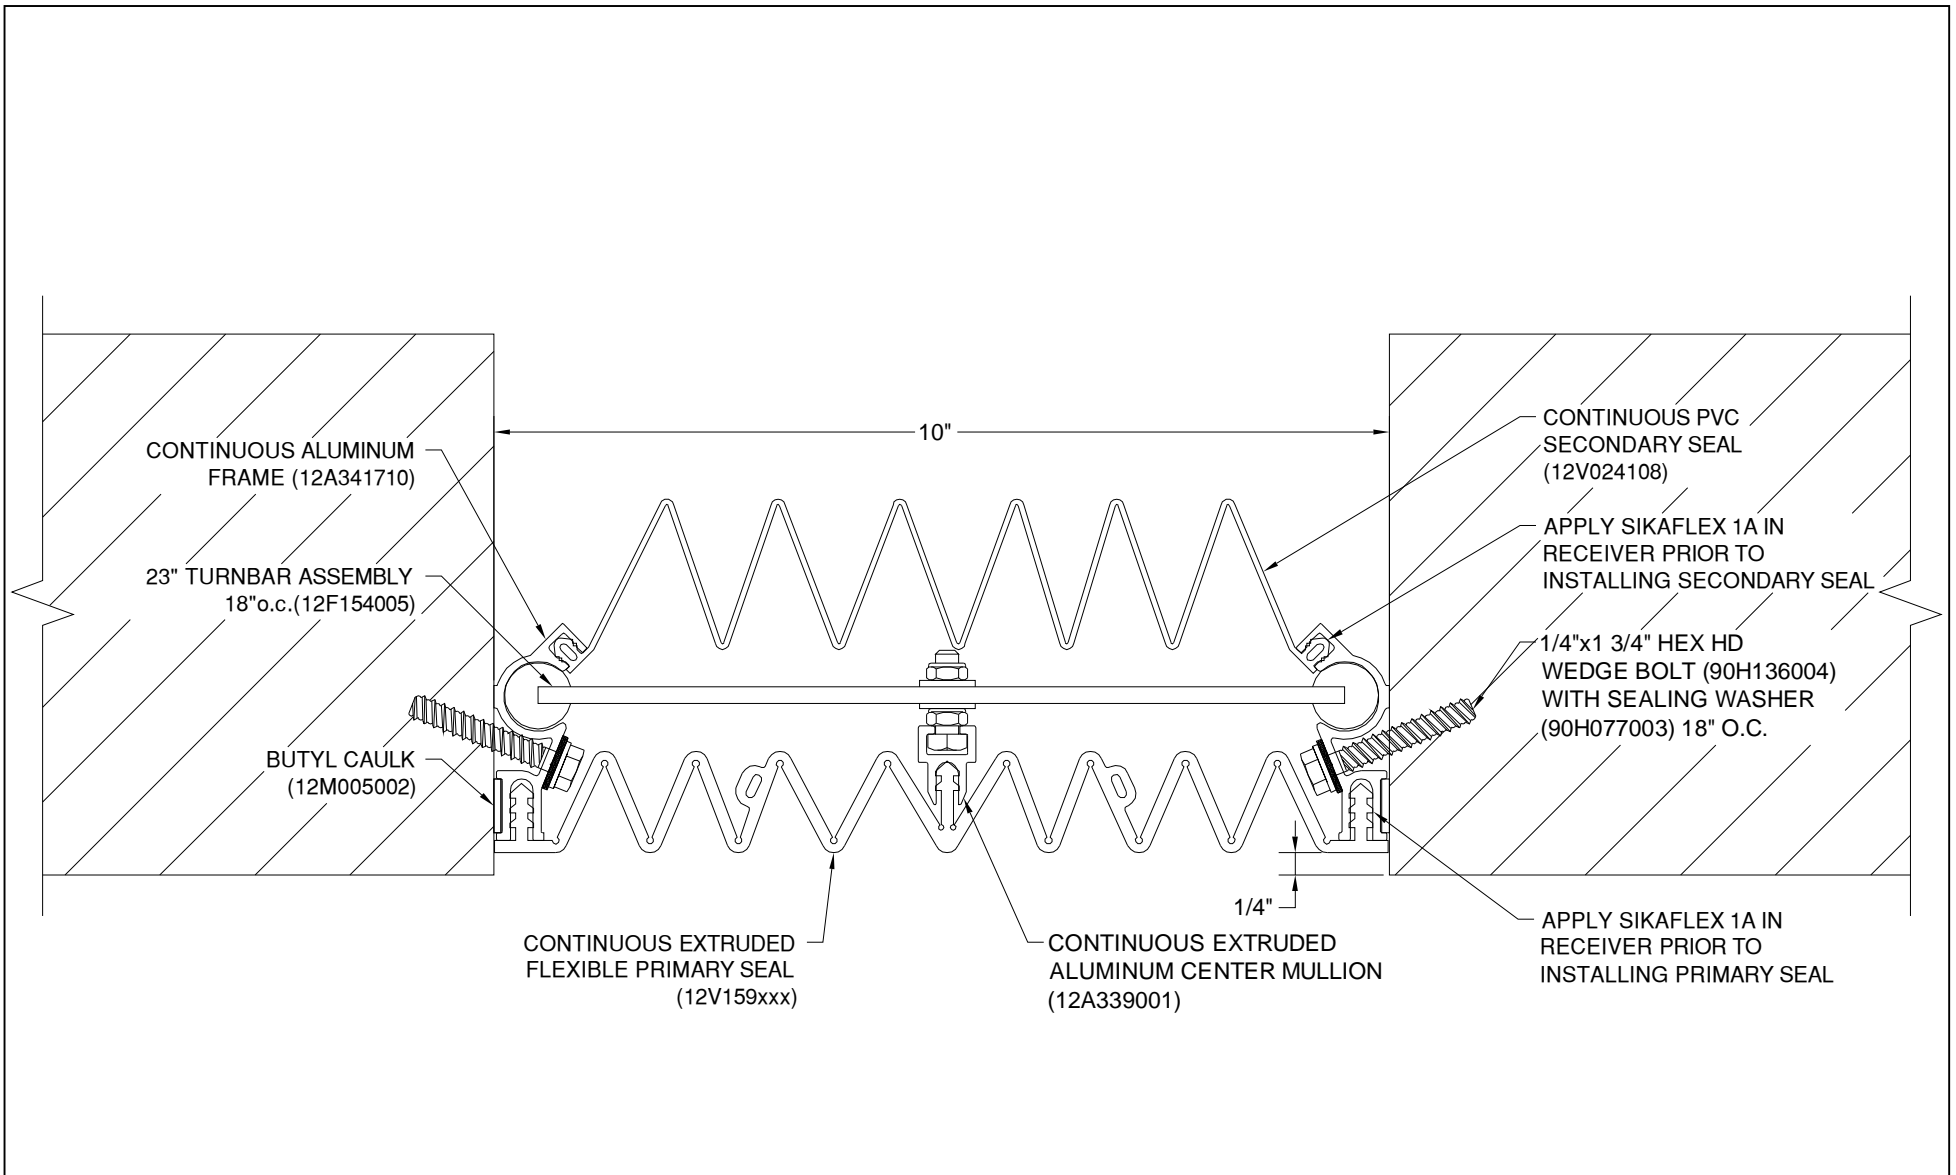 CONTINUOUS ALUMINUM
FRAME (12A341710)
23" TURNBAR ASSEMBLY
18"o.c.(12F154005)
BUTYL CAULK
(12M005002)
10"
CONTINUOUS PVC
SECONDARY SEAL
(12V024108)
APPLY SIKAFLEX 1A IN
RECEIVER PRIOR TO
INSTALLING SECONDARY SEAL
1/4"x1 3/4" HEX HD
WEDGE BOLT (90H136004)
WITH SEALING WASHER
(90H077003) 18" O.C.
1/4"
CONTINUOUS EXTRUDED
FLEXIBLE PRIMARY SEAL
(12V159xxx)
CONTINUOUS EXTRUDED
ALUMINUM CENTER MULLION
(12A339001)
APPLY SIKAFLEX 1A IN
RECEIVER PRIOR TO
INSTALLING PRIMARY SEAL